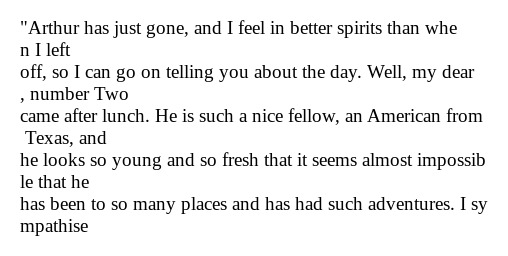 "Arthur has just gone, and I feel in better spirits than whe
n I left
off, so I can go on telling you about the day. Well, my dear
, number Two
came after lunch. He is such a nice fellow, an American from
 Texas, and
he looks so young and so fresh that it seems almost impossib
le that he
has been to so many places and has had such adventures. I sy
mpathise